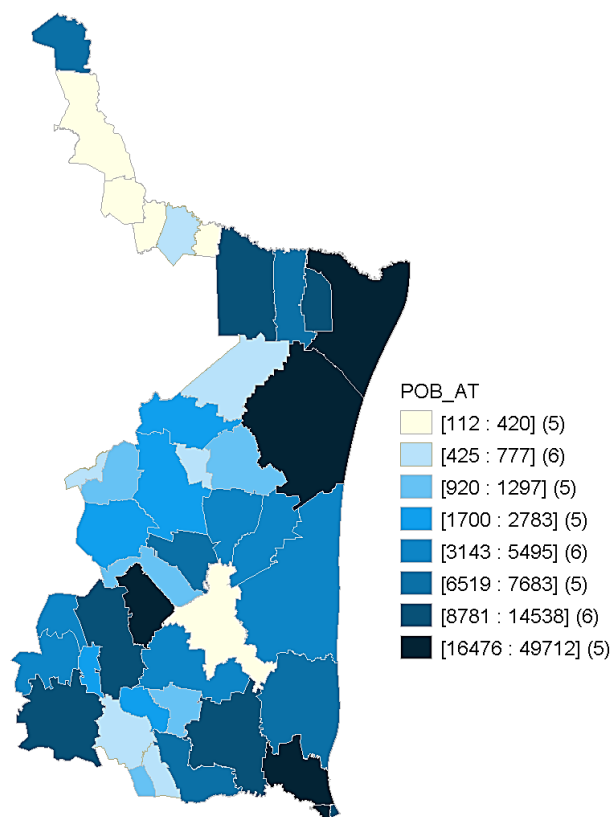 POB_AT
[112 : 420] (5)
[425 : 777] (6)
[920 : 1297] (5)
[1700 : 2783] (5)
[3143 : 5495] (6)
[6519 : 7683] (5)
[8781 : 14538] (6)
[16476 : 49712] (5)